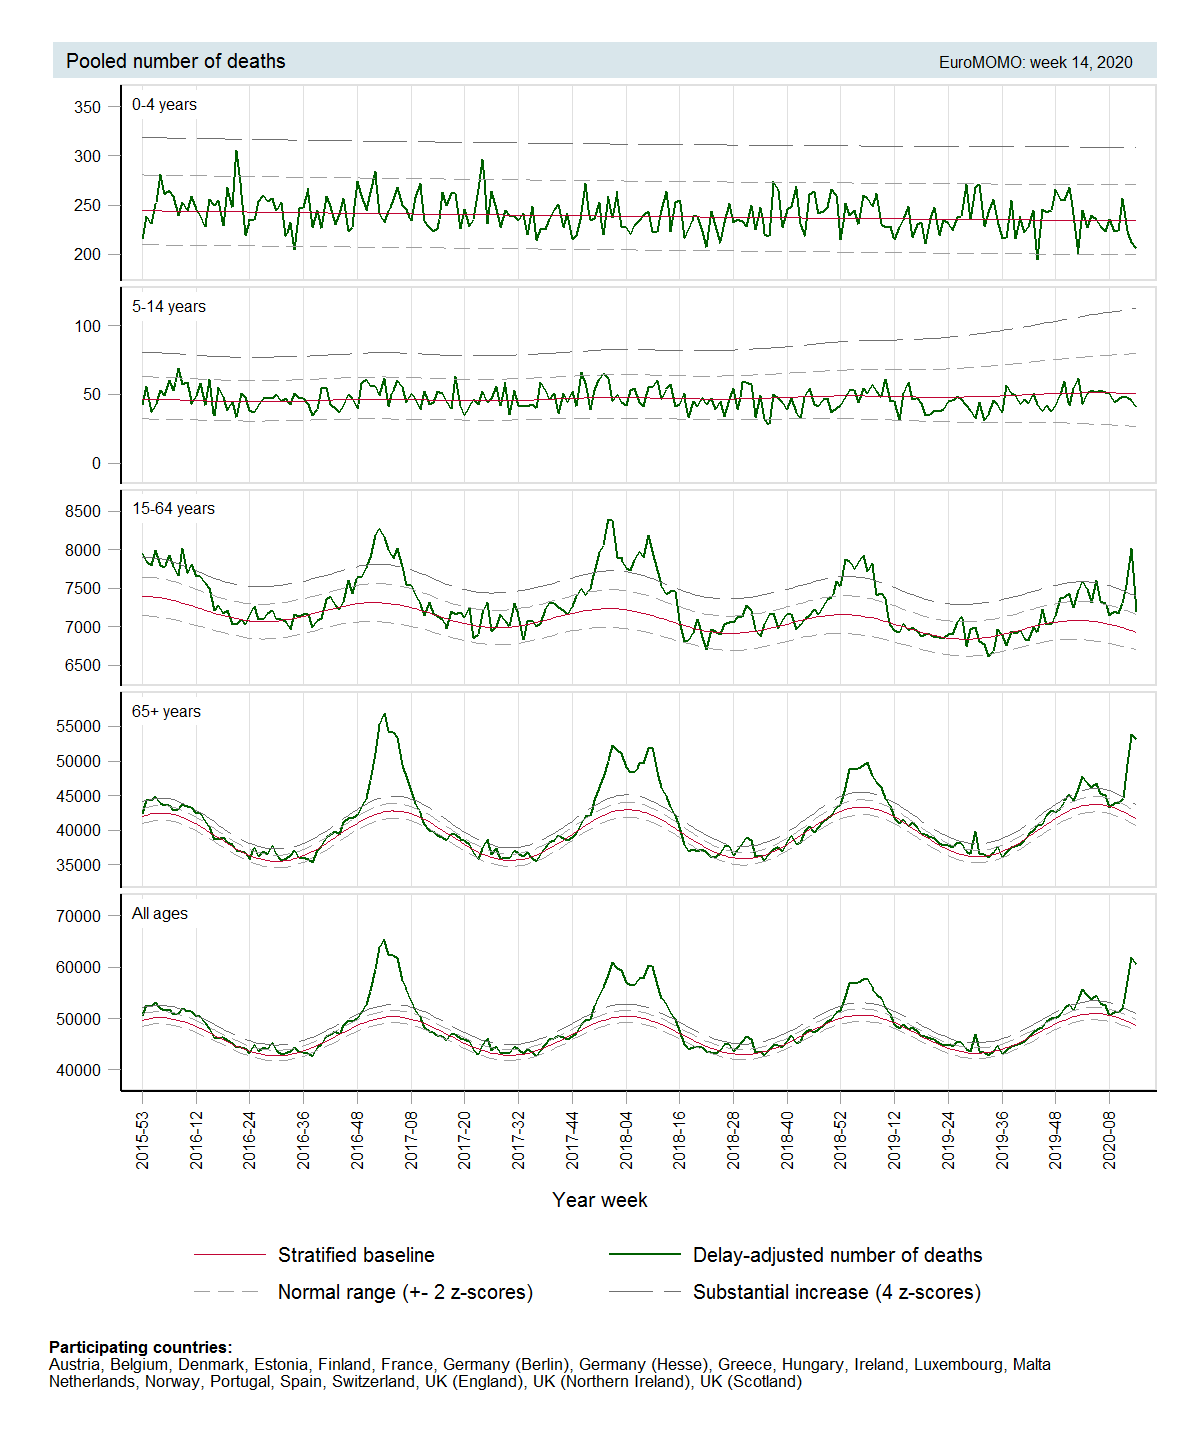 Pooled number of deaths
EuroMOMO: week 14, 2020
0-4 years
350
300
250
200
5-14 years
100
50
0
15-64 years
8500
8000
7500
7000
6500
65+ years
55000
50000
45000
40000
35000
All ages
70000
60000
50000
40000
2015-53
2016-12
2016-24
2016-36
2016-48
2017-08
2017-20
2017-32
2017-44
2018-04
2018-16
2018-28
2018-40
2018-52
2019-12
2019-24
2019-36
2019-48
2020-08
Year week
Stratified baseline
Delay-adjusted number of deaths
Normal range (+- 2 z-scores)
Substantial increase (4 z-scores)
Participating countries:
Austria, Belgium, Denmark, Estonia, Finland, France, Germany (Berlin), Germany (Hesse), Greece, Hungary, Ireland, Luxembourg, Malta
Netherlands, Norway, Portugal, Spain, Switzerland, UK (England), UK (Northern Ireland), UK (Scotland)